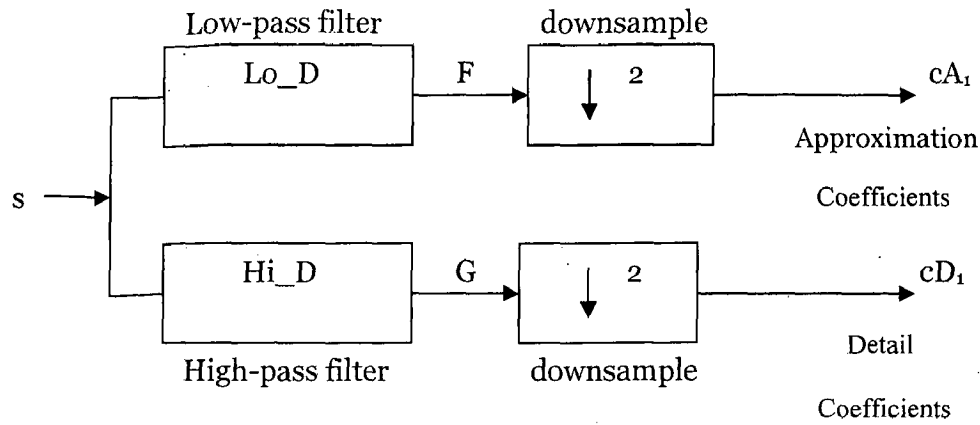 Low-pass filter
downsample
Lo_D
F
↓ 2
cA₁
Approximation
Coefficients
s
Hi_D
G
↓ 2
cD₁
High-pass filter
downsample
Detail
Coefficients